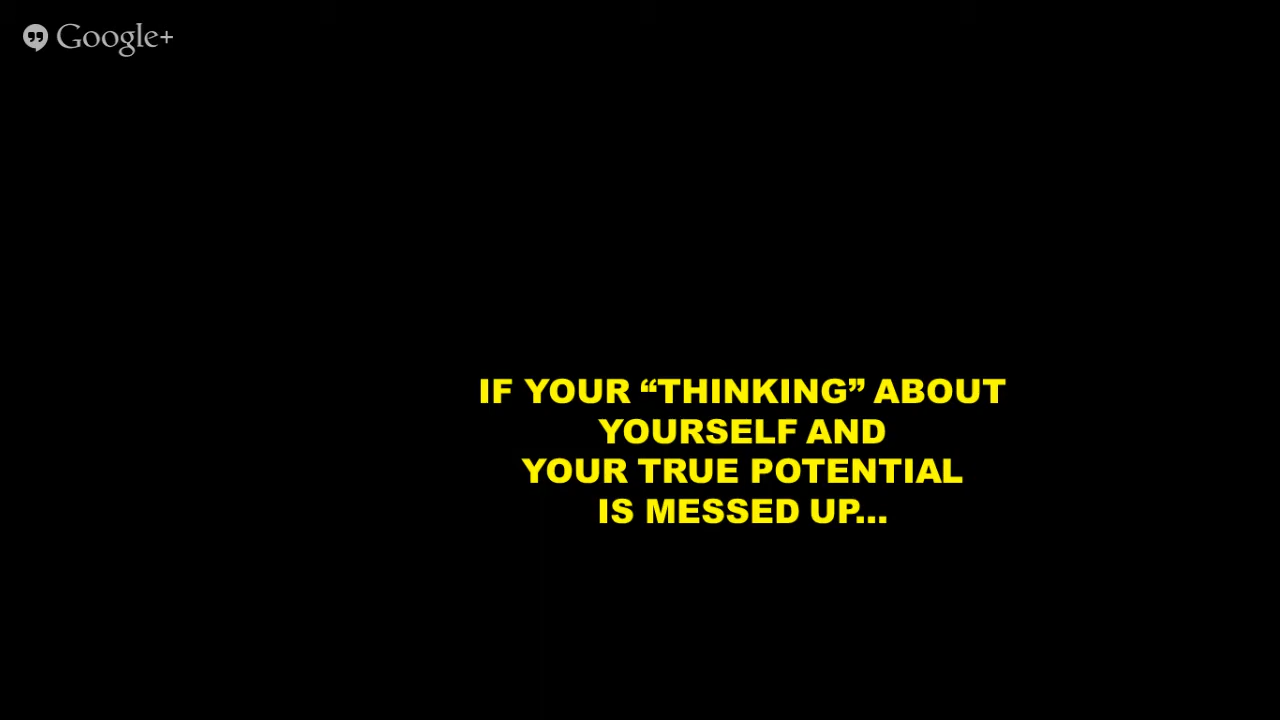 Google+
IF YOUR “THINKING” ABOUT
YOURSELF AND
YOUR TRUE POTENTIAL
IS MESSED UP...